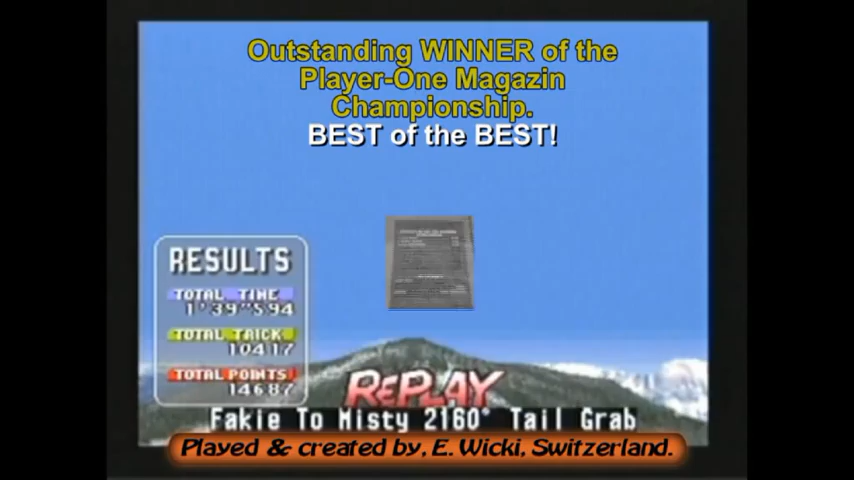 Outstanding WINNER of the
Player-One Magazin
Championship.
BEST of the BEST!
RESULTS
TOTAL TIME
1'39"594
TOTAL TRICK
10417
TOTAL POINTS
14687
REPLAY
Fakie To Misty 2160° Tail Grab
Played & created by, E. Wicki, Switzerland.